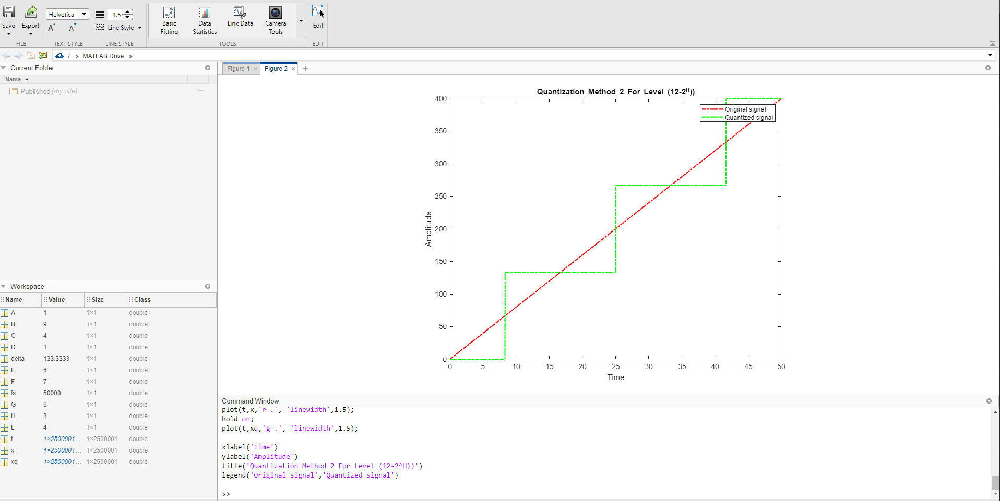 Helvetica
1.5
Save
Export
Line Style
Basic Fitting
Data Statistics
Link Data
Camera Tools
Edit
FILE
TEXT STYLE
LINE STYLE
TOOLS
EDIT
/ > MATLAB Drive >
Current Folder
Name
Published (my site)
Figure 1
Figure 2
Quantization Method 2 For Level (12-2ᴴ))
400
350
300
250
200
150
100
50
0
Amplitude
Original signal
Quantized signal
0 5 10 15 20 25 30 35 40 45 50
Time
Workspace
Name Value Size Class
A 1 1×1 double
B 9 1×1 double
C 4 1×1 double
D 1 1×1 double
delta 133.3333 1×1 double
E 6 1×1 double
F 7 1×1 double
fs 50000 1×1 double
G 6 1×1 double
H 3 1×1 double
L 4 1×1 double
t 1×2500001... 1×2500001 double
x 1×2500001... 1×2500001 double
xq 1×2500001... 1×2500001 double
Command Window
plot(t,x,'r-.', 'linewidth',1.5);
hold on;
plot(t,xq,'g-.', 'linewidth',1.5);
xlabel('Time')
ylabel('Amplitude')
title('Quantization Method 2 For Level (12-2^H))')
legend('Original signal','Quantized signal')
>>